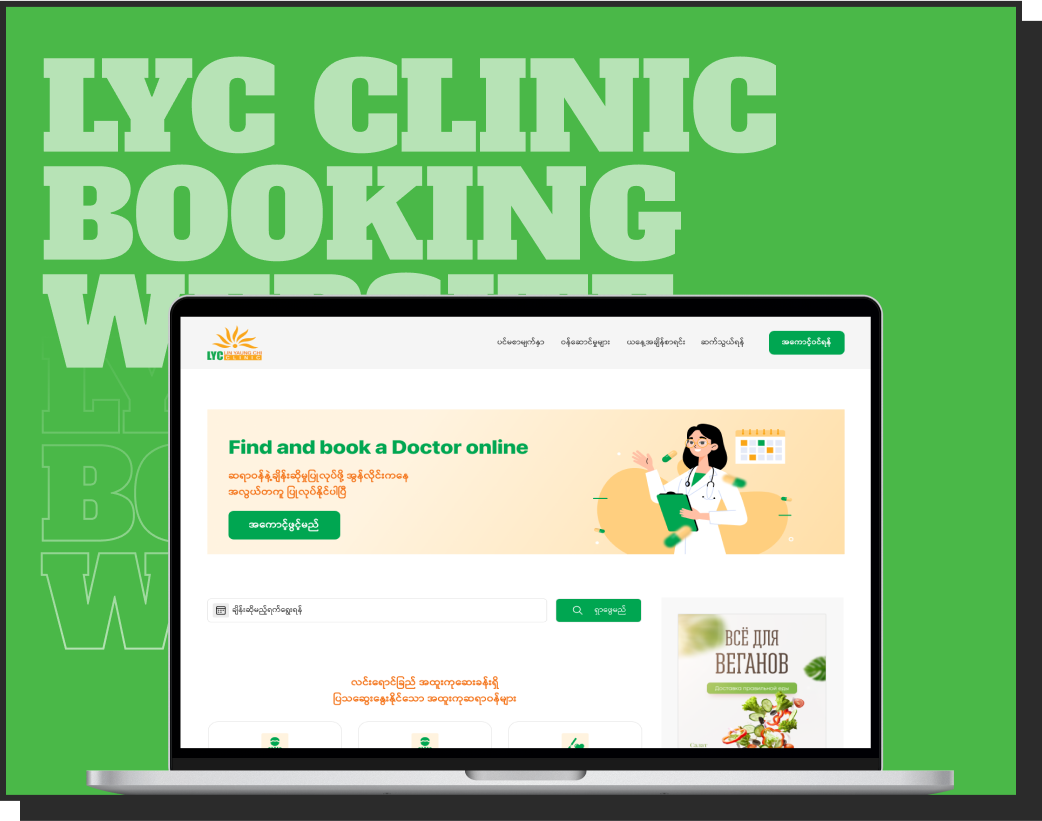 LYC CLINIC
BOOKING
WEBSITE
LYC
LIN YAUNG CHI
CLINIC
ပင်မစာမျက်နှာ
ဝန်ဆောင်မှုများ
ယနေ့အချိန်စာရင်း
ဆက်သွယ်ရန်
အကောင့်ဝင်ရန်
Find and book a Doctor online
ဆရာဝန်နဲ့ချိန်းဆိုမှုပြုလုပ်ဖို့ အွန်လိုင်းကနေ
အလွယ်တကူ ပြုလုပ်နိုင်ပါပြီ
အကောင့်ဖွင့်မည်
ချိန်းဆိုမည့်ရက်ရွေးရန်
ရှာဖွေမည်
ВСЁ ДЛЯ
ВЕГАНОВ
Доставка правильной еды
လင်းရောင်ခြည် အထူးကုဆေးခန်းရှိ
ပြသဆွေးနွေးနိုင်သော အထူးကုဆရာဝန်များ
Салат